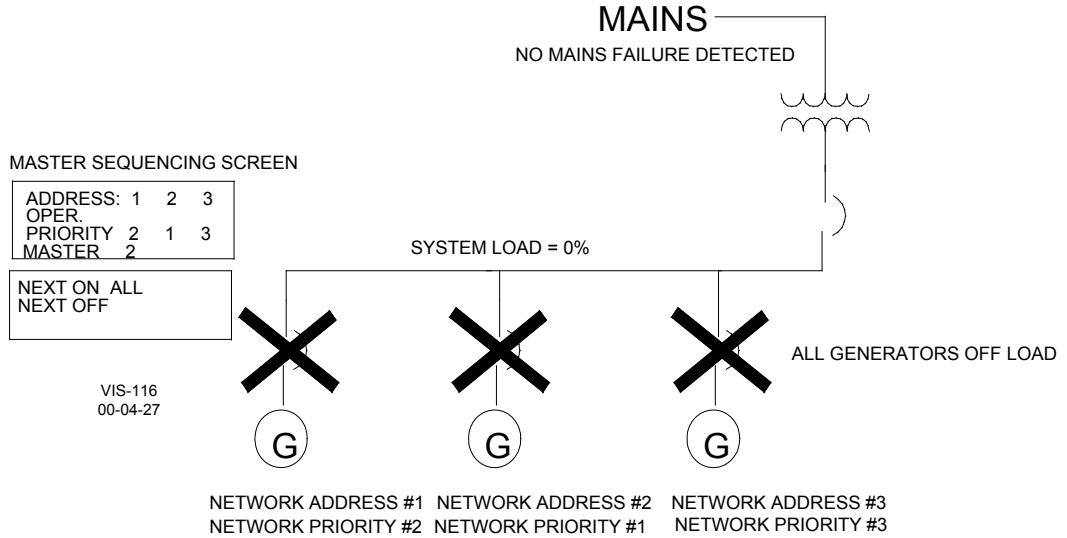 MAINS
NO MAINS FAILURE DETECTED
MASTER SEQUENCING SCREEN
ADDRESS: 1 2 3
OPER.
PRIORITY 2 1 3
MASTER 2
SYSTEM LOAD = 0%
NEXT ON ALL
NEXT OFF
ALL GENERATORS OFF LOAD
VIS-116
00-04-27
G G G
NETWORK ADDRESS #1 NETWORK ADDRESS #2 NETWORK ADDRESS #3
NETWORK PRIORITY #2 NETWORK PRIORITY #1 NETWORK PRIORITY #3